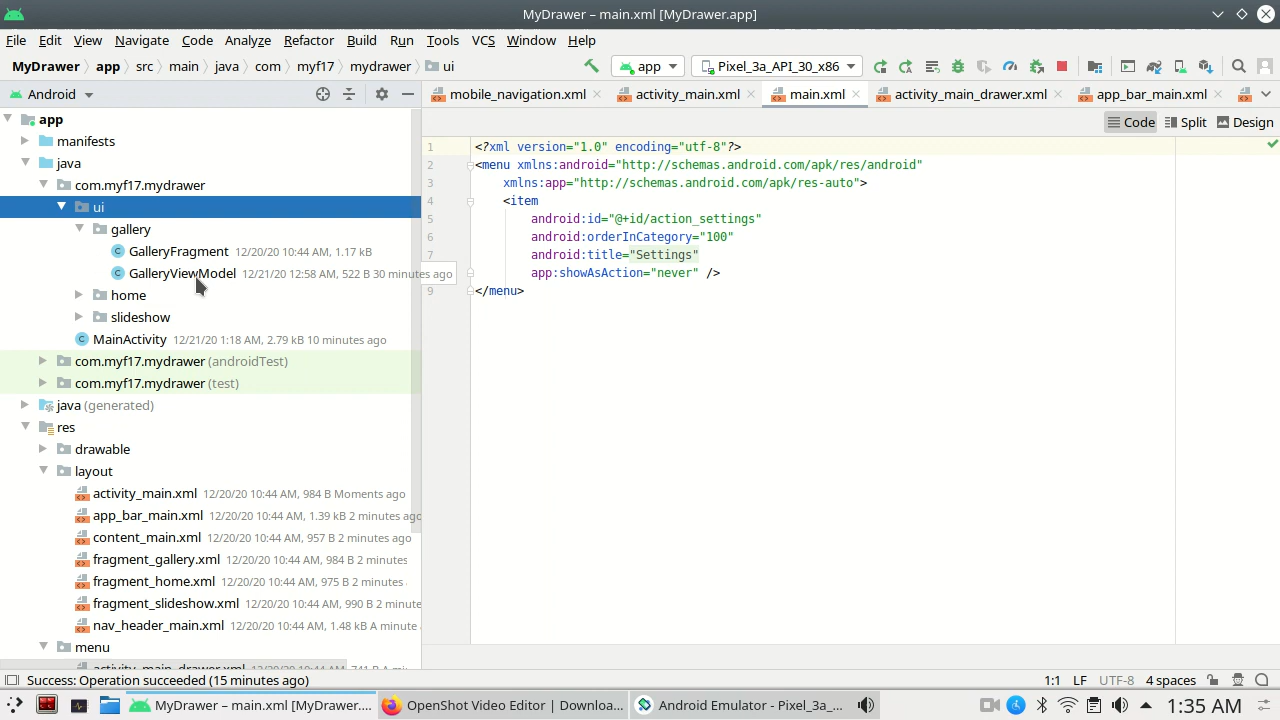 MyDrawer – main.xml [MyDrawer.app]
File Edit View Navigate Code Analyze Refactor Build Run Tools VCS Window Help
MyDrawer app src main java com myf17 mydrawer ui app Pixel_3a_API_30_x86
Android mobile_navigation.xml activity_main.xml main.xml activity_main_drawer.xml app_bar_main.xml
Code Split Design
app
manifests
java
com.myf17.mydrawer
ui
gallery
GalleryFragment 12/20/20 10:44 AM, 1.17 kB
GalleryViewModel 12/21/20 12:58 AM, 522 B 30 minutes ago
home
slideshow
MainActivity 12/21/20 1:18 AM, 2.79 kB 10 minutes ago
com.myf17.mydrawer (androidTest)
com.myf17.mydrawer (test)
java (generated)
res
drawable
layout
activity_main.xml 12/20/20 10:44 AM, 984 B Moments ago
app_bar_main.xml 12/20/20 10:44 AM, 1.39 kB 2 minutes ago
content_main.xml 12/20/20 10:44 AM, 957 B 2 minutes ago
fragment_gallery.xml 12/20/20 10:44 AM, 984 B 2 minutes
fragment_home.xml 12/20/20 10:44 AM, 975 B 2 minutes
fragment_slideshow.xml 12/20/20 10:44 AM, 990 B 2 minute
nav_header_main.xml 12/20/20 10:44 AM, 1.48 kB A minute
menu
activity_main_drawer.xml 12/20/20 10:44 AM, 741 B A mi
1 <?xml version="1.0" encoding="utf-8"?>
2 <menu xmlns:android="http://schemas.android.com/apk/res/android"
3 xmlns:app="http://schemas.android.com/apk/res-auto">
4 <item
5 android:id="@+id/action_settings"
6 android:orderInCategory="100"
7 android:title="Settings"
app:showAsAction="never" />
9 </menu>
Success: Operation succeeded (15 minutes ago) 1:1 LF UTF-8 4 spaces
MyDrawer – main.xml [MyDrawer.... OpenShot Video Editor | Downloa... Android Emulator - Pixel_3a_... 1:35 AM